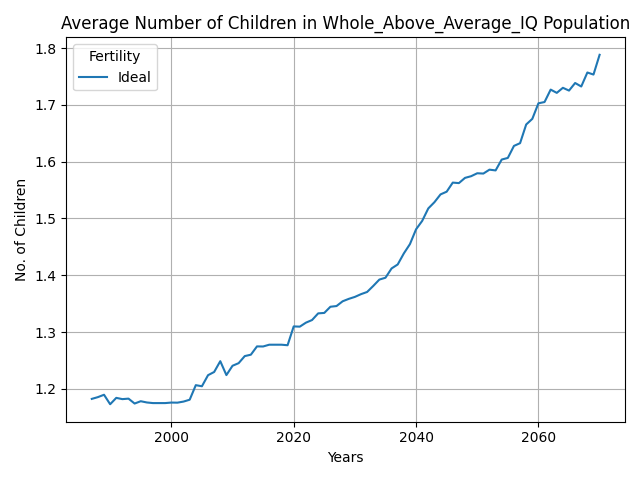 Average Number of Children in Whole_Above_Average_IQ Population
Fertility
Ideal
1.8
1.7
1.6
1.5
1.4
1.3
1.2
No. of Children
2000
2020
2040
2060
Years